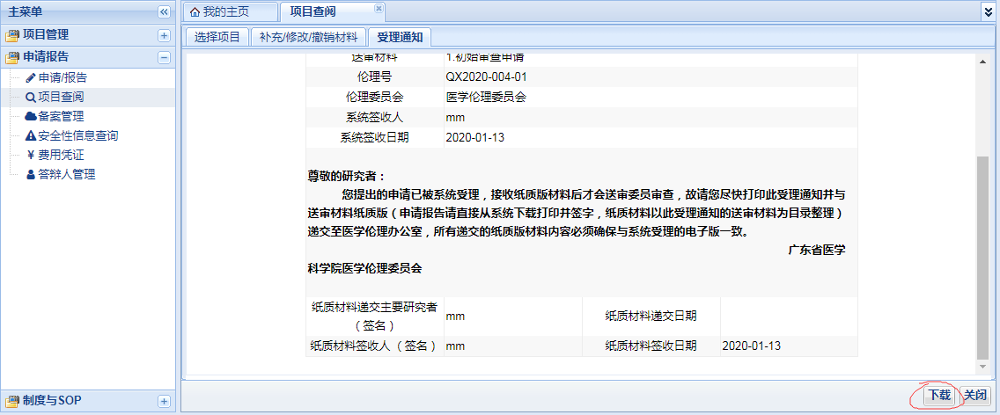 主菜单
我的主页
项目查阅
项目管理
申请报告
申请/报告
项目查阅
备案管理
安全性信息查询
¥ 费用凭证
答辩人管理
制度与SOP
选择项目
补充/修改/撤销材料
受理通知
送审材料 1.初始审查申请
伦理号 QX2020-004-01
伦理委员会 医学伦理委员会
系统签收人 mm
系统签收日期 2020-01-13
尊敬的研究者：
您提出的申请已被系统受理，接收纸质版材料后才会送审委员审查，故请您尽快打印此受理通知并与
送审材料纸质版（申请报告请直接从系统下载打印并签字，纸质材料以此受理通知的送审材料为目录整理）
递交至医学伦理办公室，所有递交的纸质版材料内容必须确保与系统受理的电子版一致。
广东省医学
科学院医学伦理委员会
纸质材料递交主要研究者
（签名） mm 纸质材料递交日期
纸质材料签收人 （签名） mm 纸质材料签收日期 2020-01-13
下载 关闭